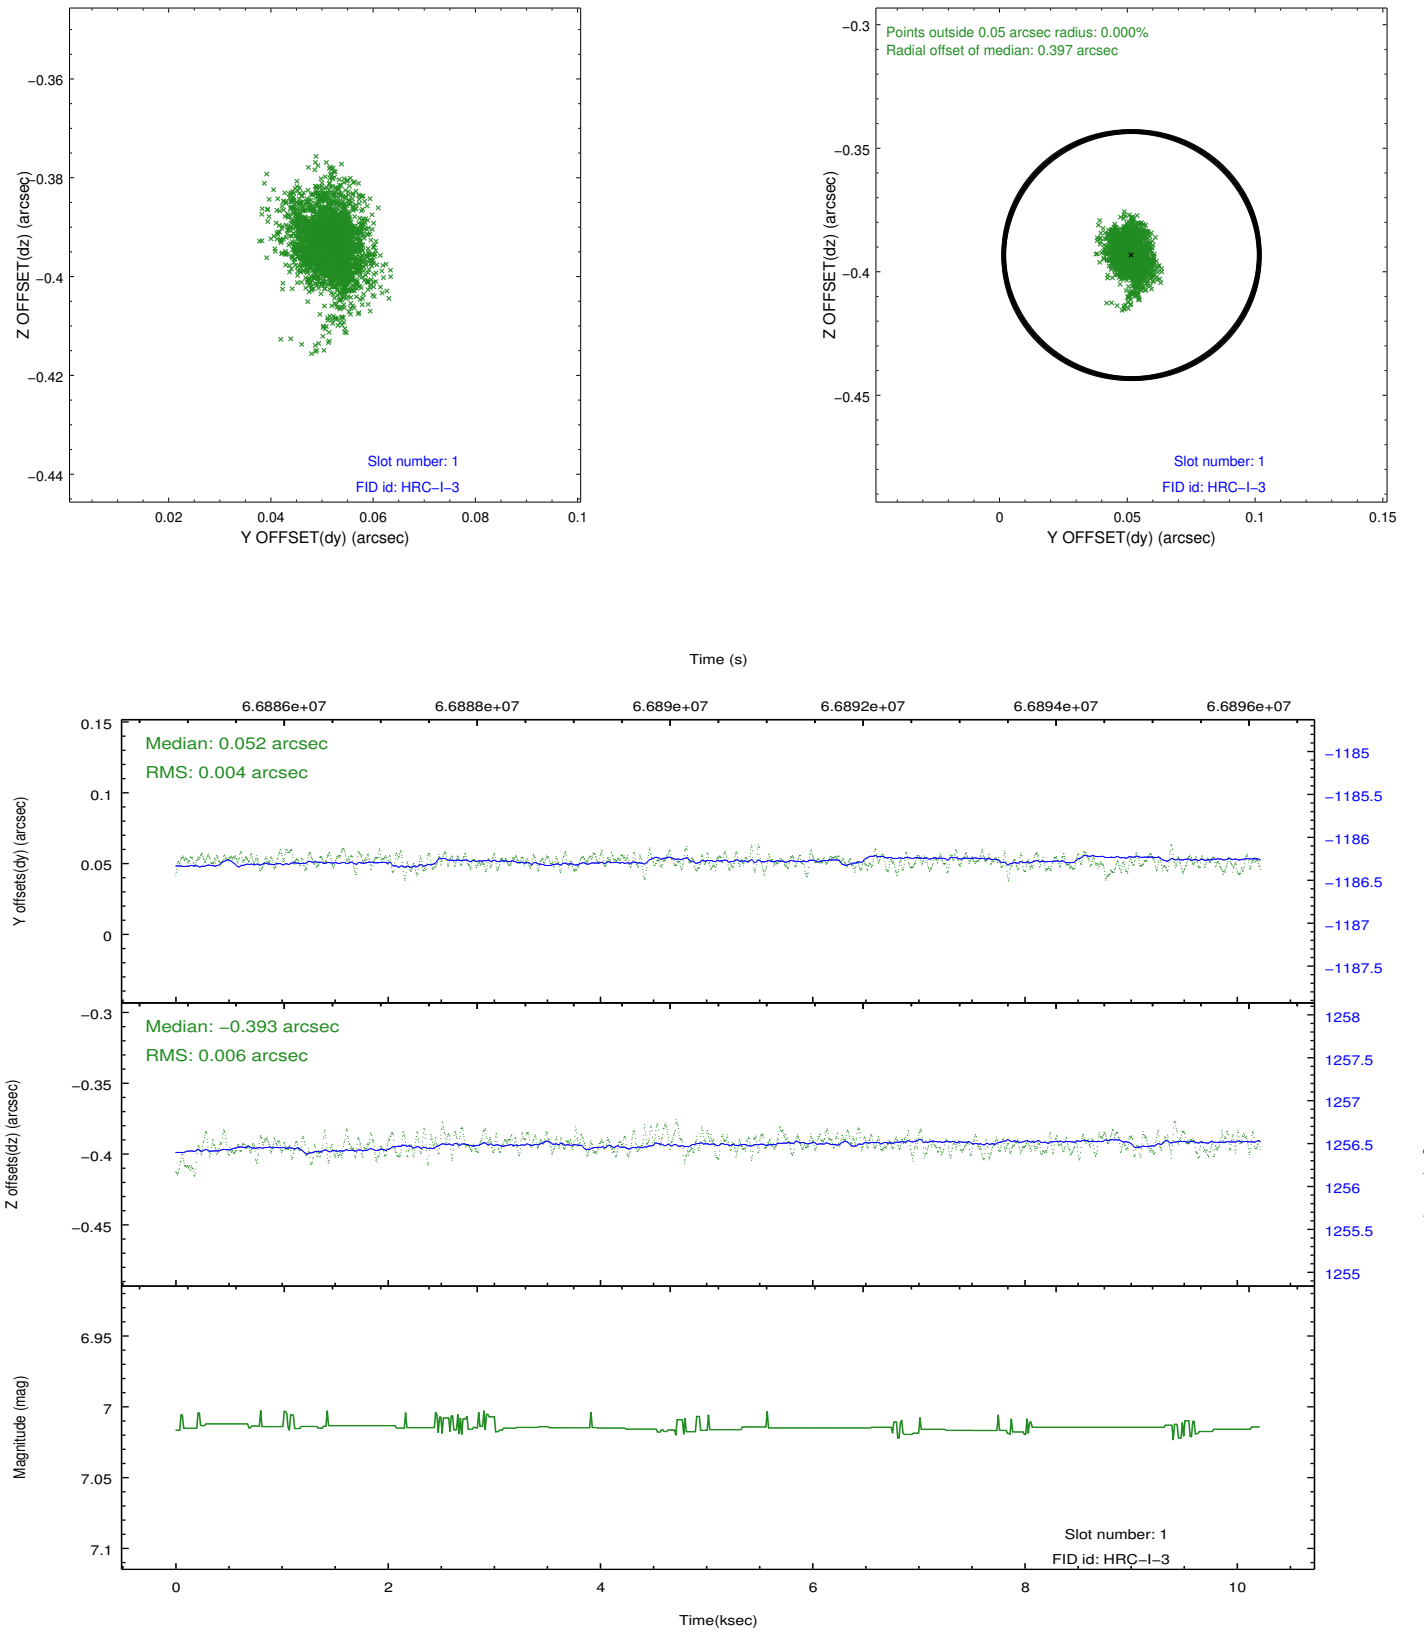 −0.36
−0.38
−0.4
−0.42
−0.44
Z OFFSET(dz) (arcsec)
Slot number: 1
FID id: HRC−I−3
0.02 0.04 0.06 0.08 0.1
Y OFFSET(dy) (arcsec)
Points outside 0.05 arcsec radius: 0.000%
Radial offset of median: 0.397 arcsec
−0.3
−0.35
−0.4
−0.45
Z OFFSET(dz) (arcsec)
Slot number: 1
FID id: HRC−I−3
0 0.05 0.1 0.15
Y OFFSET(dy) (arcsec)
Time (s)
6.6886e+07 6.6888e+07 6.689e+07 6.6892e+07 6.6894e+07 6.6896e+07
Median: 0.052 arcsec
RMS: 0.004 arcsec
0.15
0.1
0.05
0
Y offsets(dy) (arcsec)
−1185
−1185.5
−1186
−1186.5
−1187
−1187.5
Median: −0.393 arcsec
RMS: 0.006 arcsec
−0.3
−0.35
−0.4
−0.45
Z offsets(dz) (arcsec)
1258
1257.5
1257
1256.5
1256
1255.5
1255
6.95
7
7.05
7.1
Magnitude (mag)
Slot number: 1
FID id: HRC−I−3
0 2 4 6 8 10
Time(ksec)